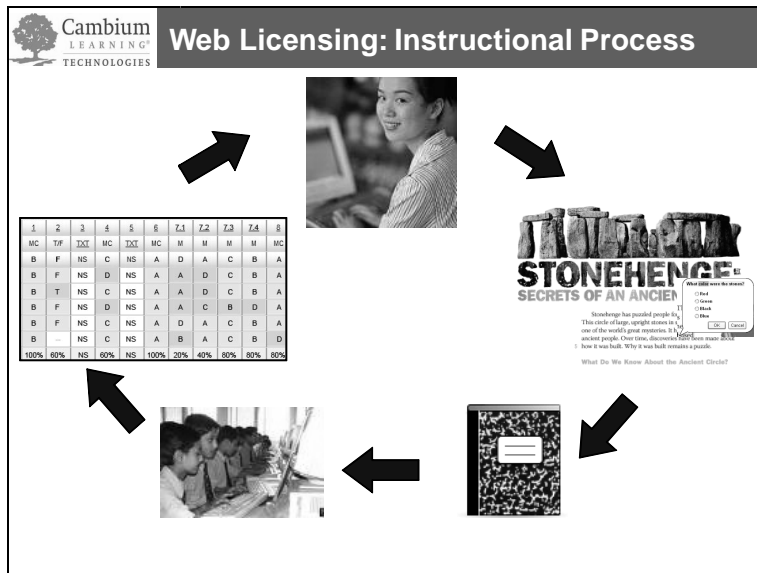 Cambium
LEARNING®
TECHNOLOGIES
Web Licensing: Instructional Process
1 2 3 4 5 6 7.1 7.2 7.3 7.4 8
MC T/F TXT MC TXT MC M M M M MC
B F NS C NS A D A C B A
B F NS D NS A A D C B A
B T NS C NS A A D C B A
B F NS D NS A A C B D A
B F NS C NS A D A C B A
B – NS C NS A B A C B D
100% 60% NS 60% NS 100% 20% 40% 80% 80% 80%
STONEHENGE
SECRETS OF AN ANCIEN
What color were the stones?
Red
Green
Black
Blue
OK Cancel
Stonehenge has puzzled people fo
This circle of large, upright stones in
one of the world's great mysteries. It
ancient people. Over time, discoveries have been made about
5 how it was built. Why it was built remains a puzzle.
What Do We Know About the Ancient Circle?